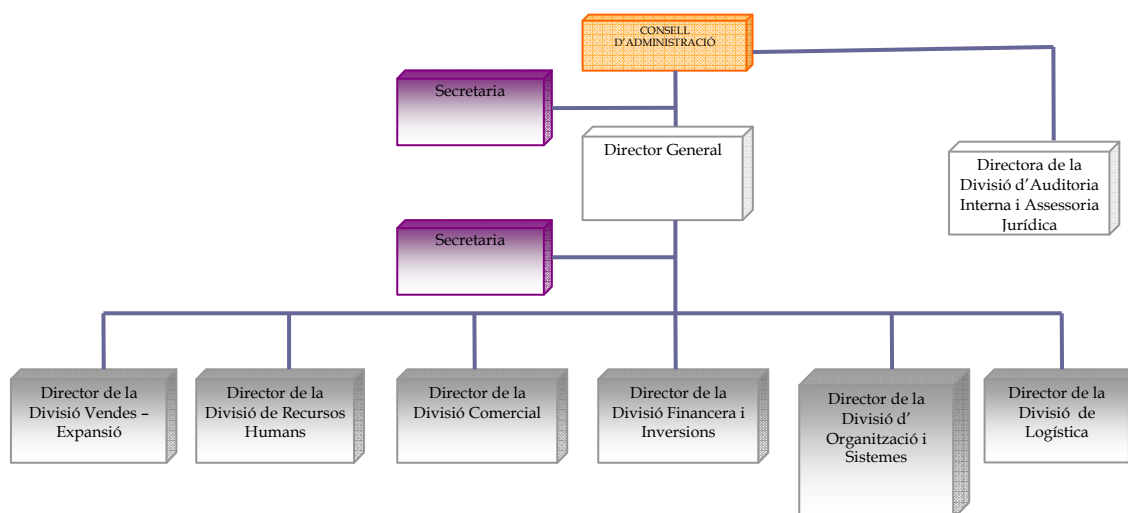 CONSELL
D'ADMINISTRACIÓ
Secretaria
Director General
Directora de la
Divisió d'Auditoria
Interna i Assessoria
Jurídica
Secretaria
Director de la
Divisió Vendes –
Expansió
Director de la
Divisió de Recursos
Humans
Director de la
Divisió Comercial
Director de la
Divisió Financera i
Inversions
Director de la
Divisió d'
Organització i
Sistemes
Director de la
Divisió de
Logística